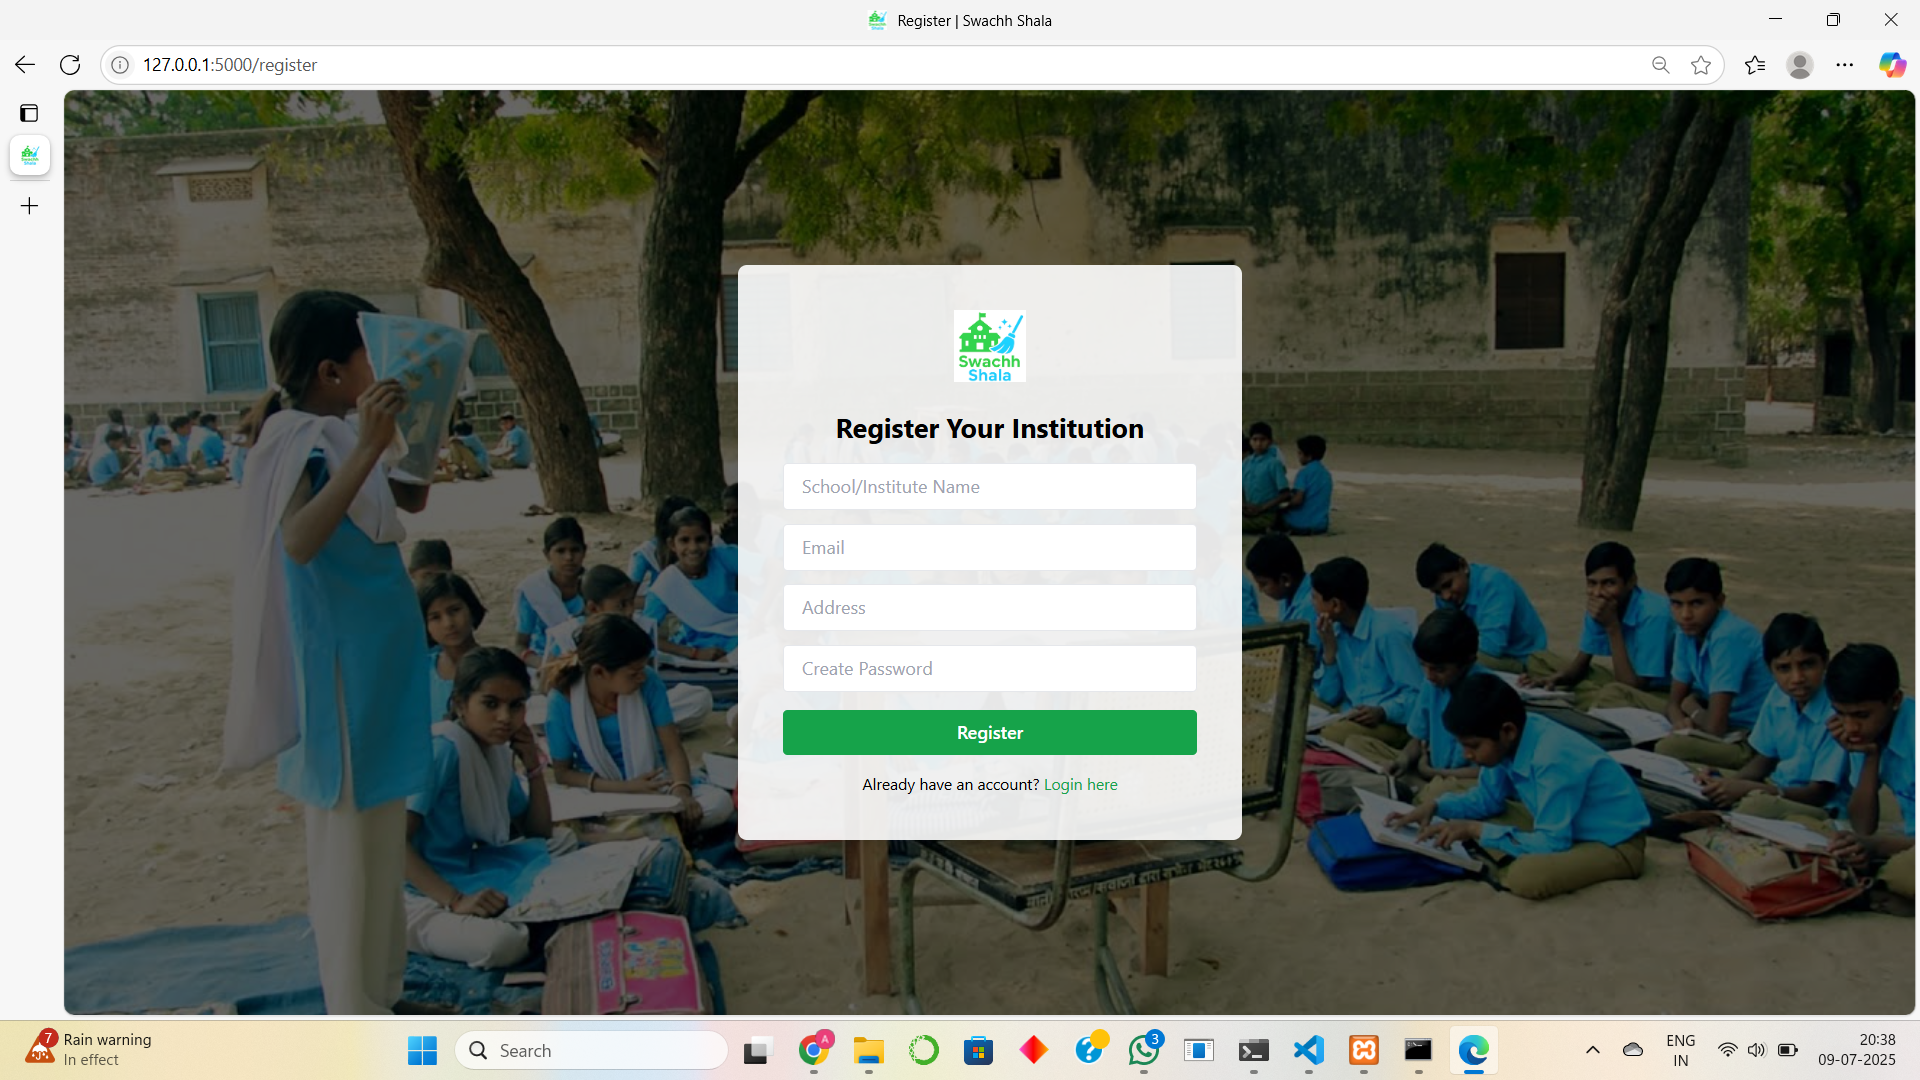 Register | Swachh Shala
127.0.0.1:5000/register
Swachh
Shala
Swachh
Shala
Register Your Institution
School/Institute Name
Email
Address
Create Password
Register
Already have an account? Login here
7
Rain warning
In effect
Search
A
3
ENG
IN
20:38
09-07-2025